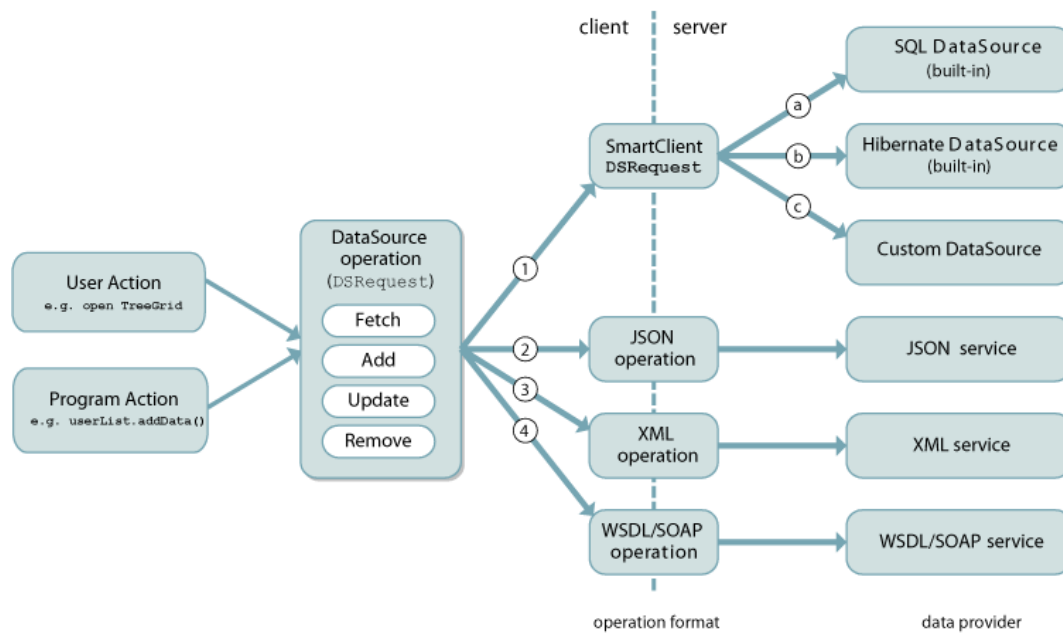 client
server
SQL DataSource
(built-in)
a
SmartClient
DSRequest
b
Hibernate DataSource
(built-in)
c
Custom DataSource
User Action
e.g. open TreeGrid
Program Action
e.g. userList.addData()
DataSource
operation
(DSRequest)
Fetch
Add
Update
Remove
1
2
3
4
JSON
operation
JSON service
XML
operation
XML service
WSDL/SOAP
operation
WSDL/SOAP service
operation format
data provider